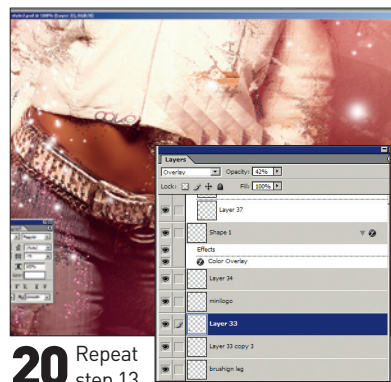 Layers
Overlay Opacity: 42%
Lock: Fill: 100%
Layer 37
Shape 1
Effects
Color Overlay
Layer 34
minilogo
Layer 33
Layer 33 copy 3
brushign leg
20 Repeat
step 13